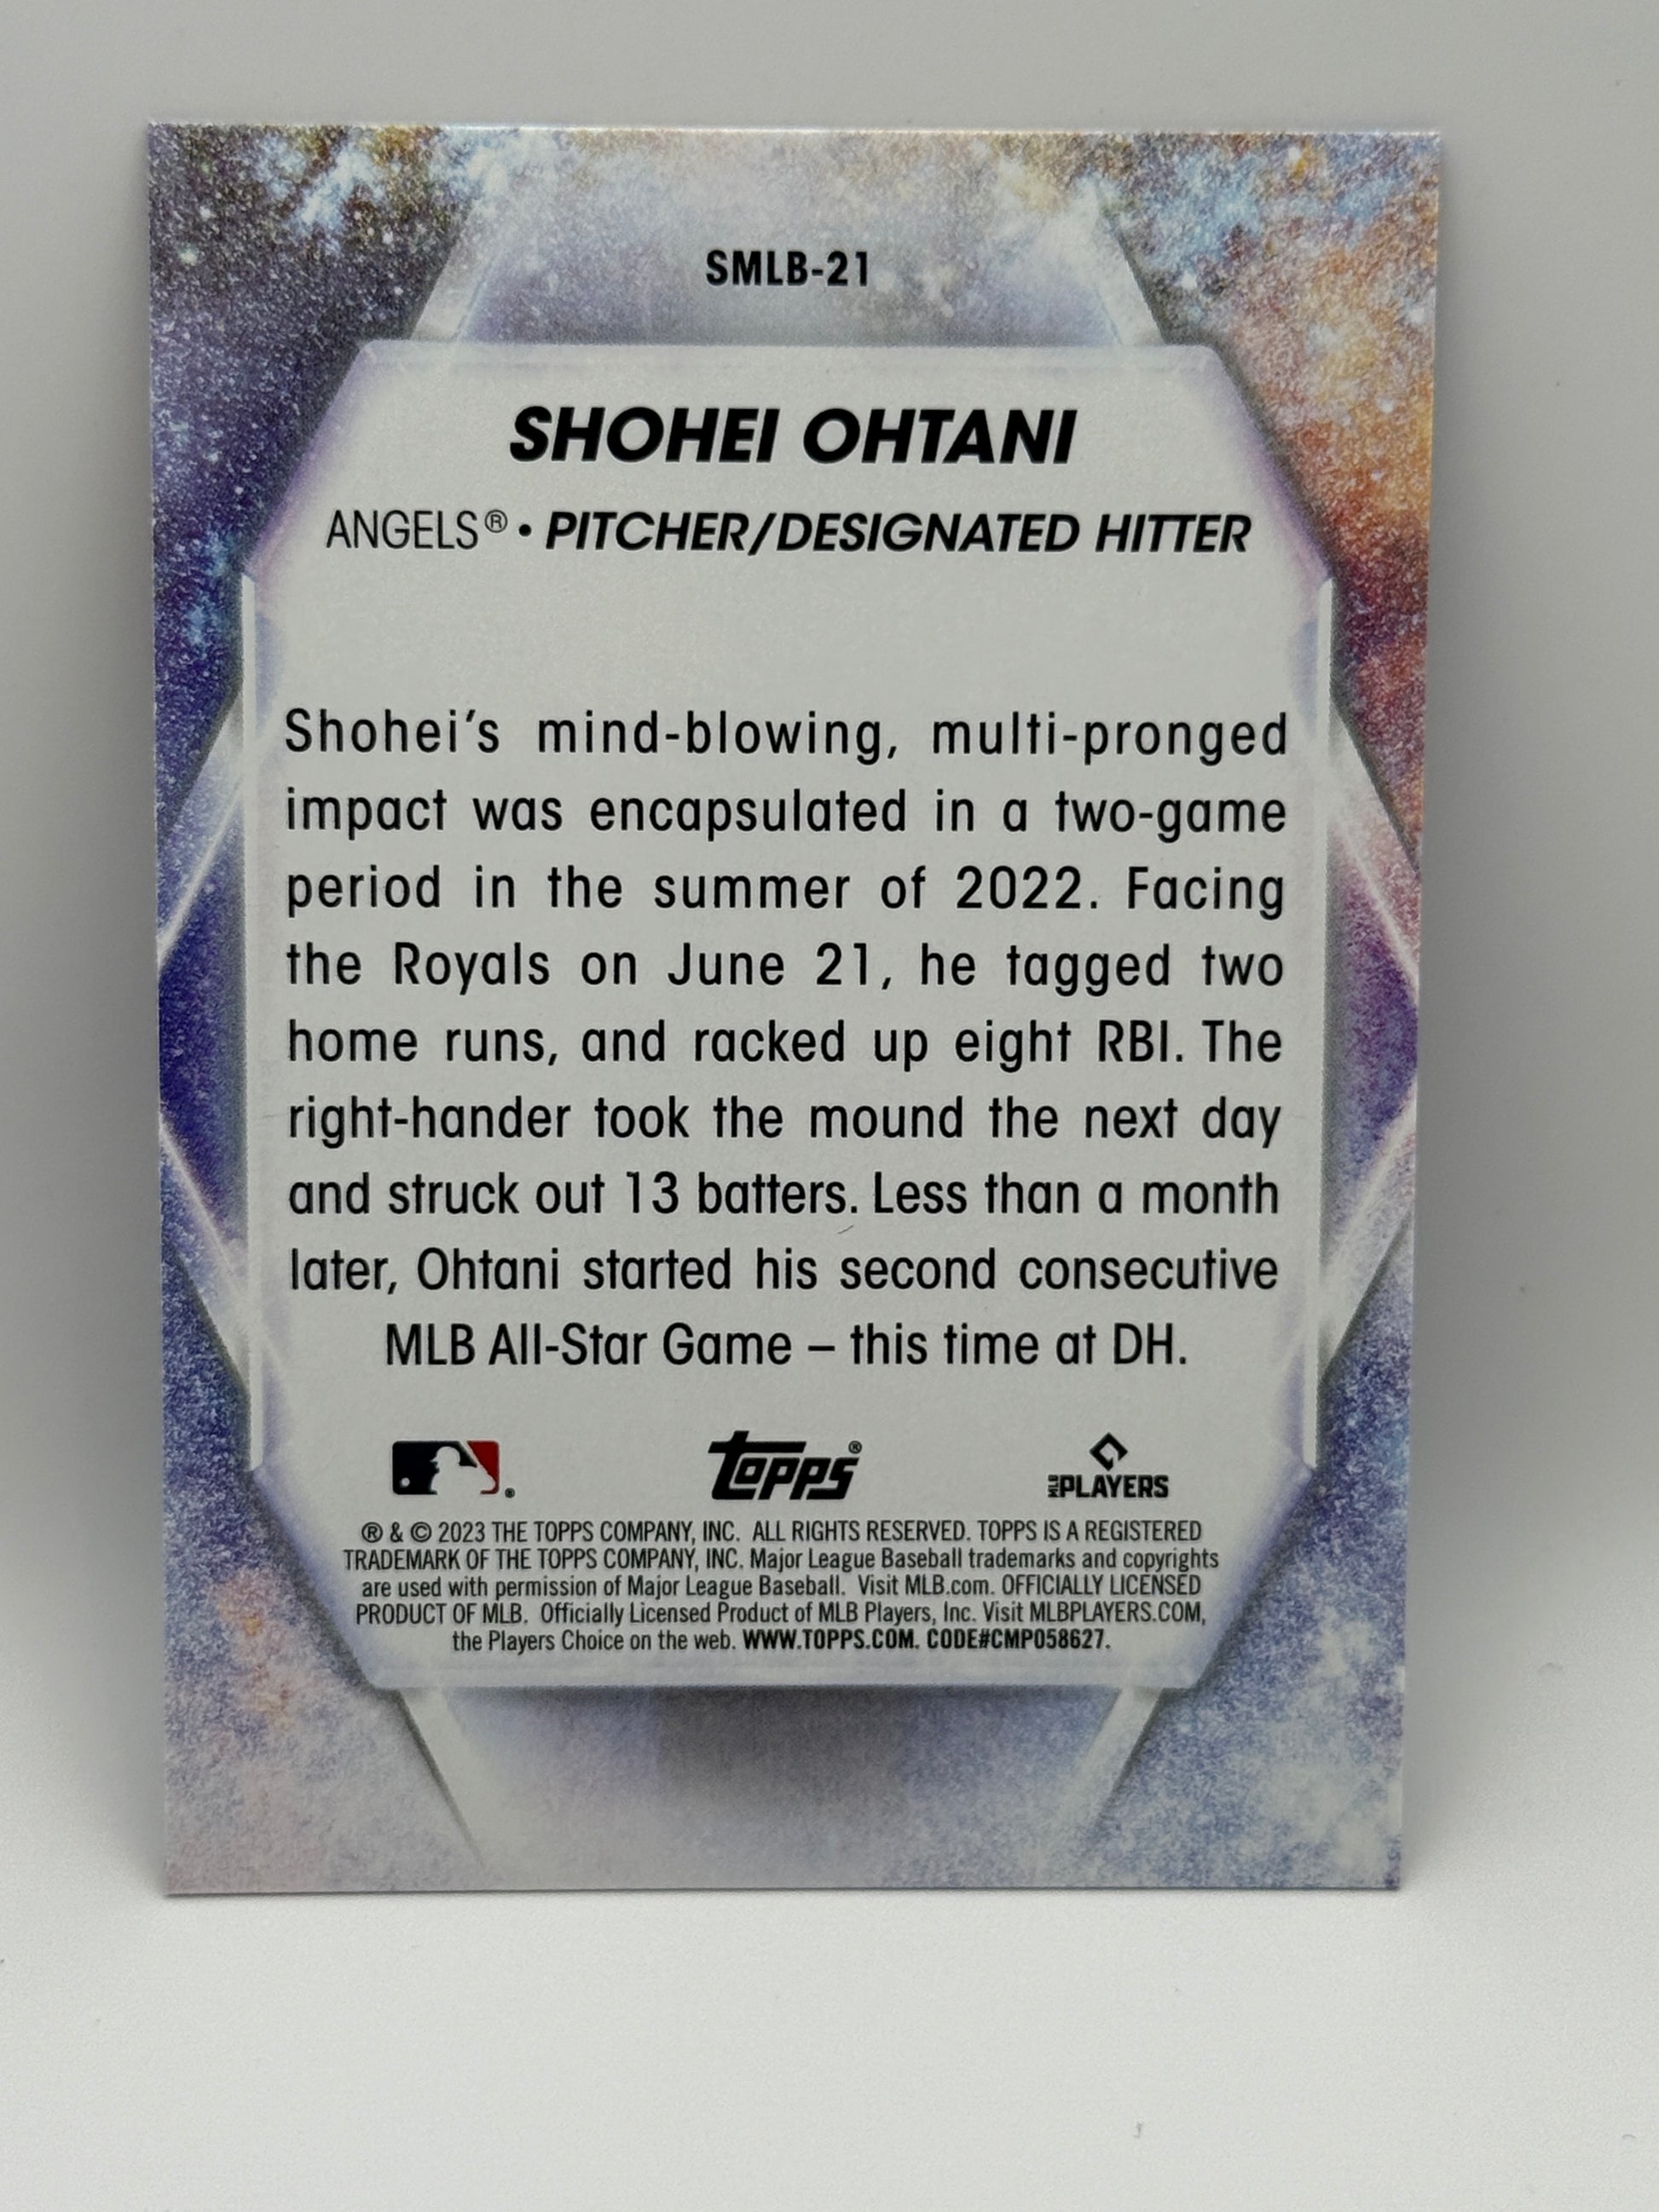 SMLB-21
SHOHEI OHTANI
ANGELS® • PITCHER/DESIGNATED HITTER
Shohei's mind-blowing, multi-pronged
impact was encapsulated in a two-game
period in the summer of 2022. Facing
the Royals on June 21, he tagged two
home runs, and racked up eight RBI. The
right-hander took the mound the next day
and struck out 13 batters. Less than a month
later, Ohtani started his second consecutive
MLB All-Star Game – this time at DH.
Topps® MLB PLAYERS
® & © 2023 THE TOPPS COMPANY, INC. ALL RIGHTS RESERVED. TOPPS IS A REGISTERED
TRADEMARK OF THE TOPPS COMPANY, INC. Major League Baseball trademarks and copyrights
are used with permission of Major League Baseball. Visit MLB.com. OFFICIALLY LICENSED
PRODUCT OF MLB. Officially Licensed Product of MLB Players, Inc. Visit MLBPLAYERS.COM,
the Players Choice on the web. WWW.TOPPS.COM. CODE#CMP058627.